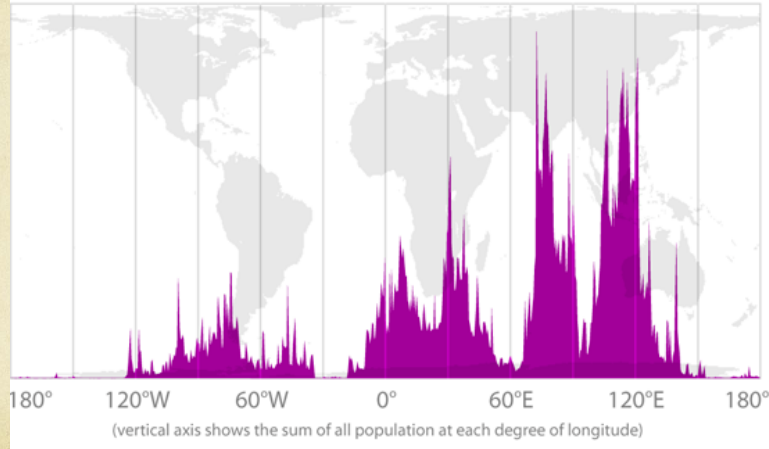 180° 120°W 60°W 0° 60°E 120°E 180°
(vertical axis shows the sum of all population at each degree of longitude)